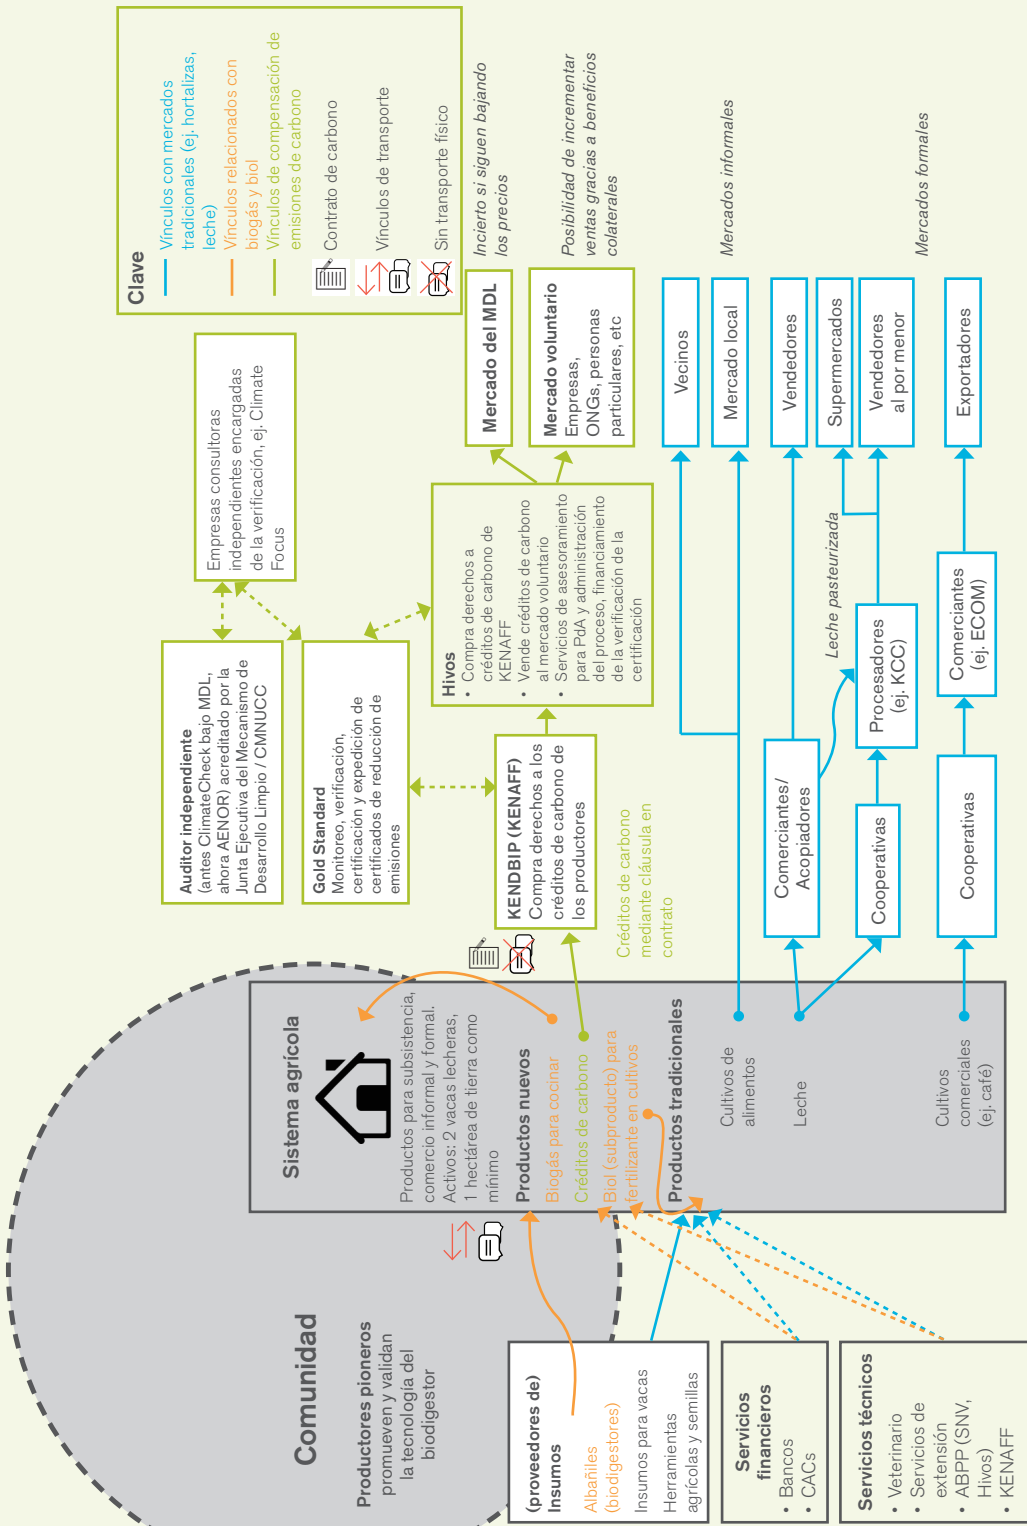 Comunidad
Productores pioneros
promueven y validan
la tecnología del
biodigestor
(proveedores de)
Insumos
Albañiles
(biodigestores)
Insumos para vacas
Herramientas
agrícolas y semillas
Servicios
financieros
• Bancos
• CACs
Servicios técnicos
• Veterinario
• Servicios de
extensión
• ABPP (SNV,
Hivos)
• KENAFF
Sistema agrícola
Productos para subsistencia,
comercio informal y formal.
Activos: 2 vacas lecheras,
1 hectárea de tierra como
mínimo
Productos nuevos
Biogás para cocinar
Créditos de carbono
Biol (subproducto) para
fertilizante en cultivos
Productos tradicionales
Cultivos de
alimentos
Leche
Cultivos
comerciales
(ej. café)
Auditor independiente
(antes ClimateCheck bajo MDL,
ahora AENOR) acreditado por la
Junta Ejecutiva del Mecanismo de
Desarrollo Limpio / CMNUCC
Gold Standard
Monitoreo, verificación,
certificación y expedición de
certificados de reducción de
emisiones
KENDBIP (KENAFF)
Compra derechos a los
créditos de carbono de
los productores
Créditos de carbono
mediante cláusula en
contrato
Empresas consultoras
independientes encargadas
de la verificación, ej. Climate
Focus
Hivos
• Compra derechos a
créditos de carbono de
KENAFF
• Vende créditos de carbono
al mercado voluntario
• Servicios de asesoramiento
para PdA y administración
del proceso, financiamiento
de la verificación de la
certificación
Comerciantes/
Acopiadores
Cooperativas
Cooperativas
Leche pasteurizada
Procesadores
(ej. KCC)
Comerciantes
(ej. ECOM)
Mercado del MDL
Mercado voluntario
Empresas,
ONGs, personas
particulares, etc
Vecinos
Mercado local
Vendedores
Supermercados
Vendedores
al por menor
Exportadores
Incierto si siguen bajando
los precios
Posibilidad de incrementar
ventas gracias a beneficios
colaterales
Mercados informales
Mercados formales
Clave
Vínculos con mercados
tradicionales (ej. hortalizas,
leche)
Vínculos relacionados con
biogás y biol
Vínculos de compensación de
emisiones de carbono
Contrato de carbono
Vínculos de transporte
Sin transporte físico